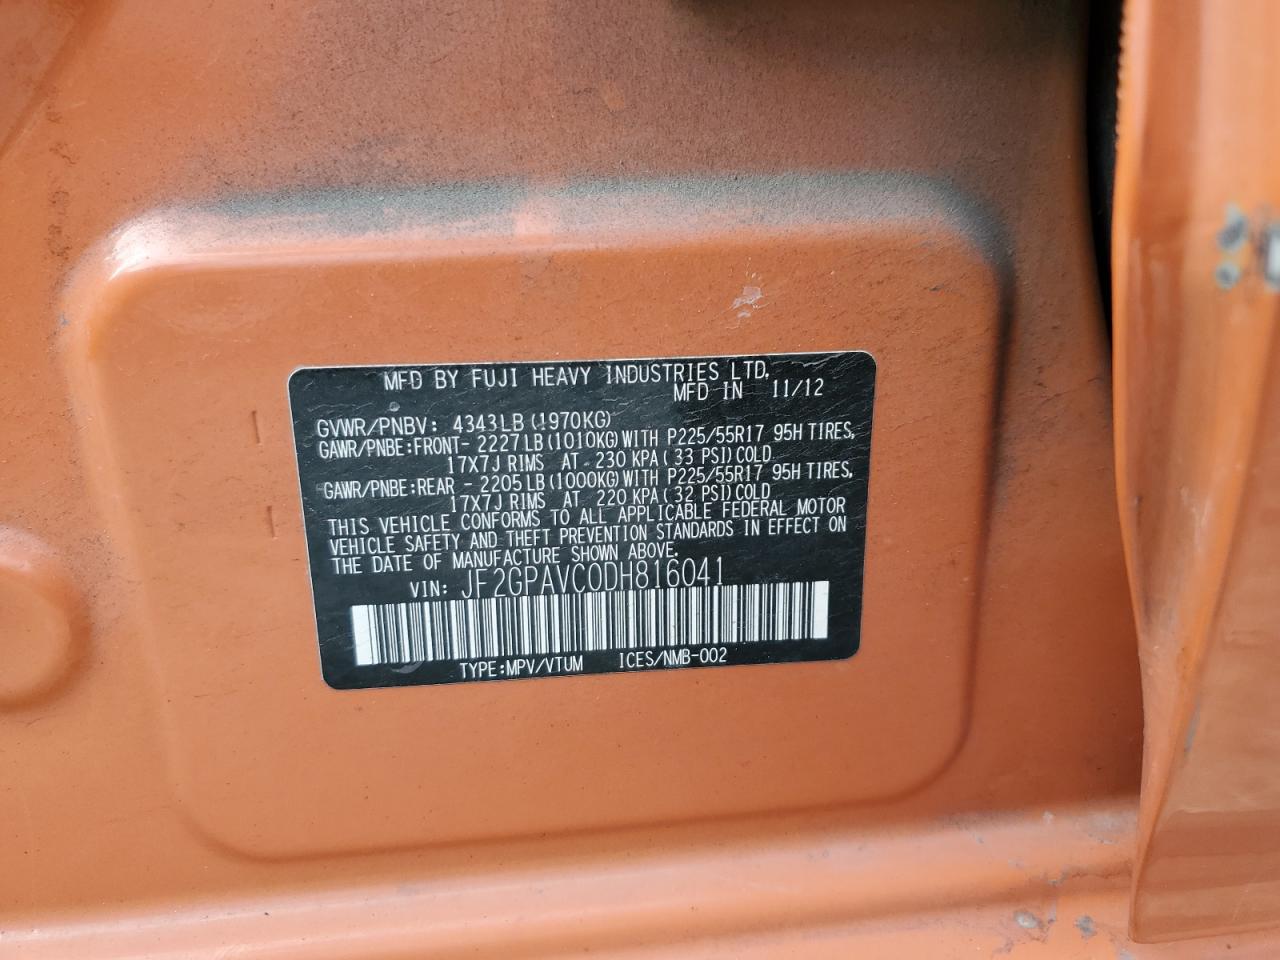 MFD BY FUJI HEAVY INDUSTRIES LTD.
MFD IN 11/12
GVWR/PNBV: 4343LB(1970KG)
GAWR/PNBE:FRONT- 2227LB(1010KG)WITH P225/55R17 95H TIRES,
17X7J RIMS AT 230 KPA( 33 PSI)COLD
GAWR/PNBE:REAR - 2205LB(1000KG)WITH P225/55R17 95H TIRES,
17X7J RIMS AT 220 KPA( 32 PSI)COLD
THIS VEHICLE CONFORMS TO ALL APPLICABLE FEDERAL MOTOR
VEHICLE SAFETY AND THEFT PREVENTION STANDARDS IN EFFECT ON
THE DATE OF MANUFACTURE SHOWN ABOVE.
VIN: JF2GPAVC0DH816041
TYPE:MPV/VTUM ICES/NMB-002